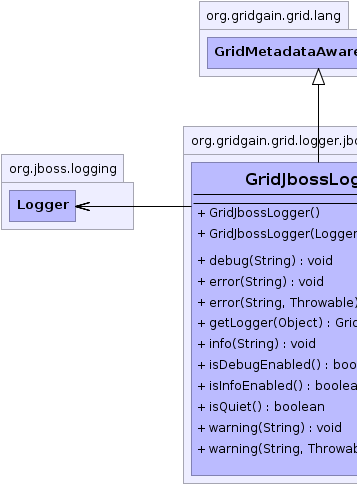 org.gridgain.grid.lang
GridMetadataAware
org.gridgain.grid.logger.jbo
org.jboss.logging
Logger
GridJbossLog
+ GridJbossLogger()
+ GridJbossLogger(Logger
+ debug(String) : void
+ error(String) : void
+ error(String, Throwable)
+ getLogger(Object) : Grid
+ info(String) : void
+ isDebugEnabled() : boo
+ isInfoEnabled() : boolea
+ isQuiet() : boolean
+ warning(String) : void
+ warning(String, Throwab